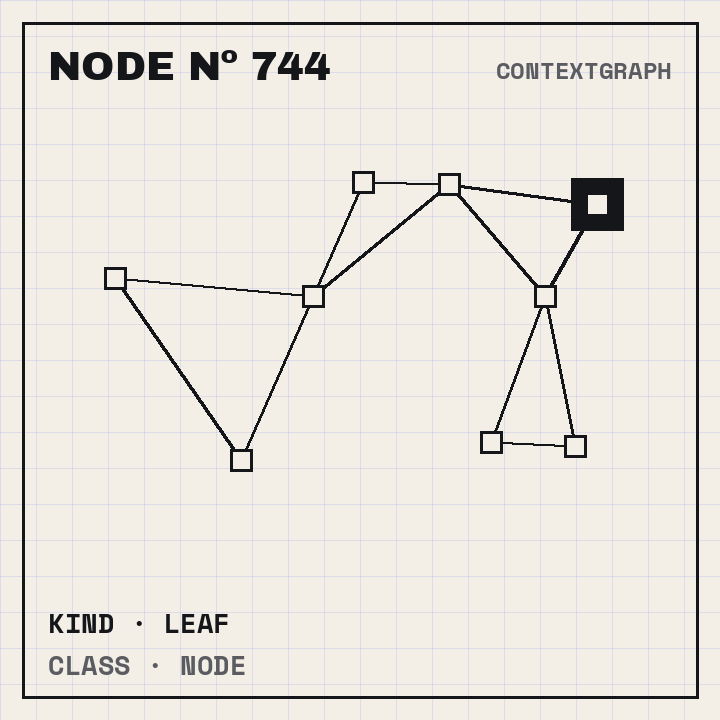 NODE Nº 744
CONTEXTGRAPH
KIND · LEAF
CLASS · NODE